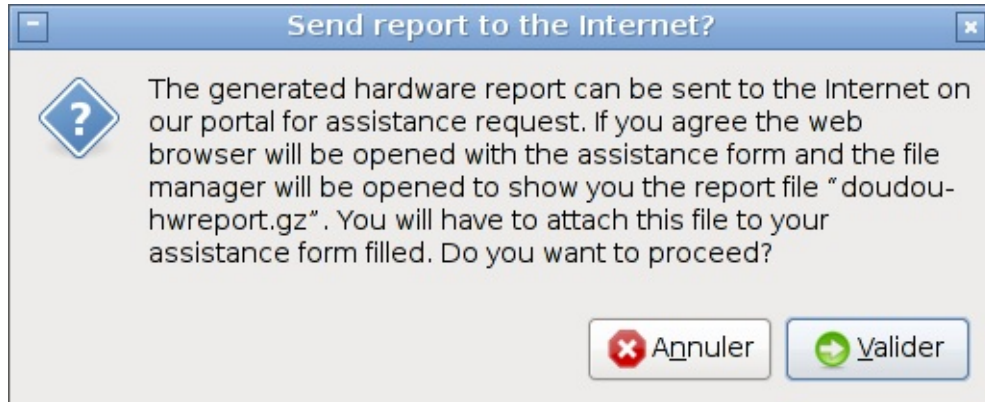 Send report to the Internet?
The generated hardware report can be sent to the Internet on
our portal for assistance request. If you agree the web
browser will be opened with the assistance form and the file
manager will be opened to show you the report file "doudou-
hwreport.gz". You will have to attach this file to your
assistance form filled. Do you want to proceed?
Annuler
Valider